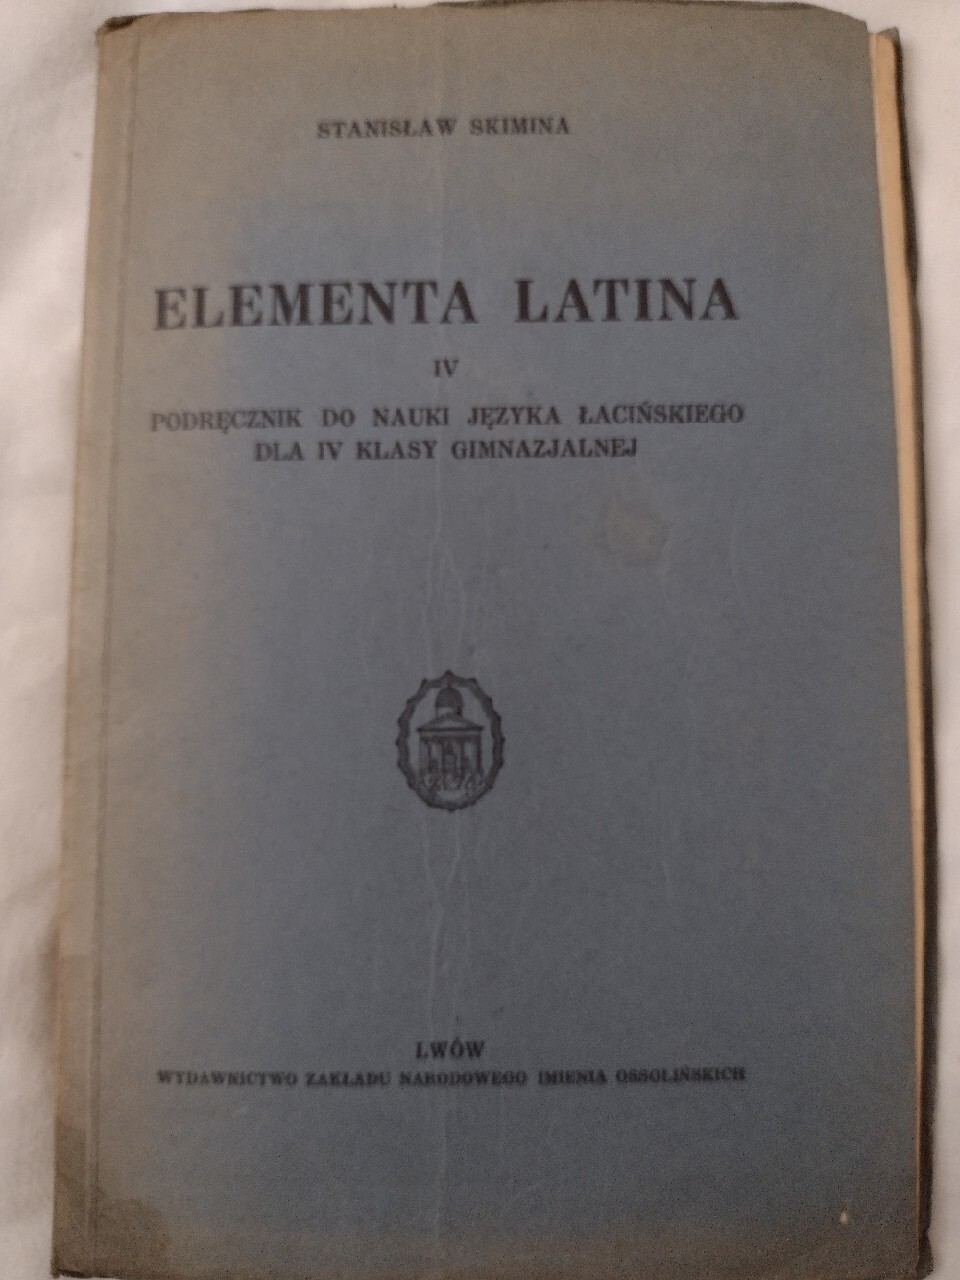 STANISŁAW SKIMINA
ELEMENTA LATINA
IV
PODRĘCZNIK DO NAUKI JĘZYKA ŁACIŃSKIEGO
DLA IV KLASY GIMNAZJALNEJ
LWÓW
WYDAWNICTWO ZAKŁADU NARODOWEGO IMIENIA OSSOLIŃSKICH